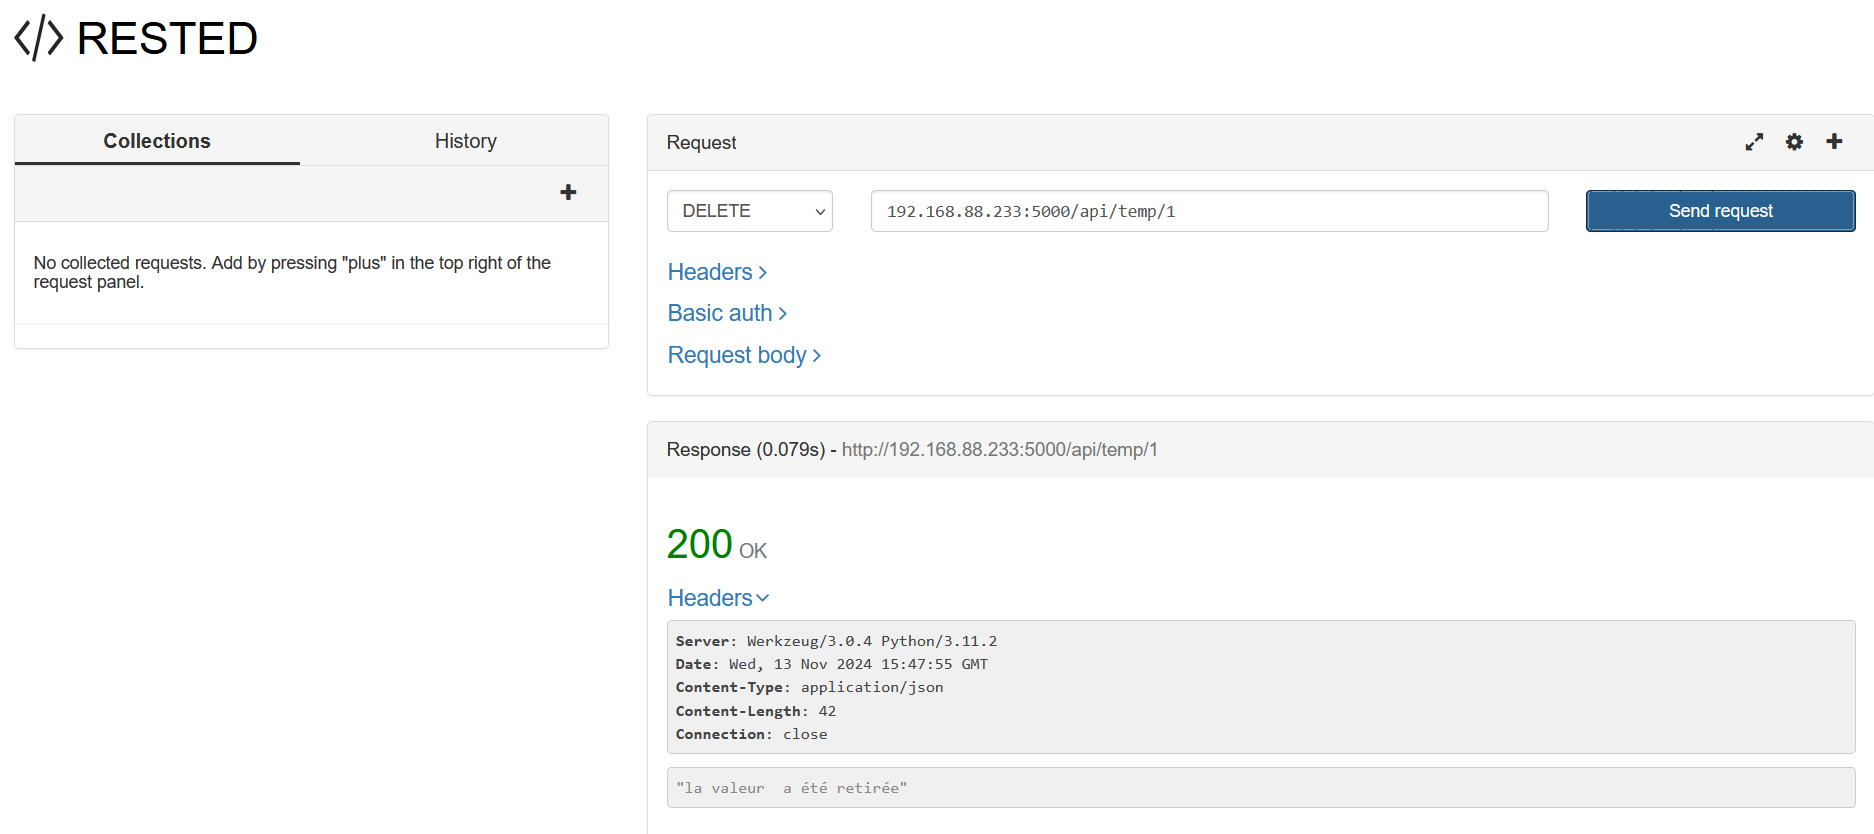 </> RESTED
Collections History
No collected requests. Add by pressing "plus" in the top right of the
request panel.
Request
DELETE 192.168.88.233:5000/api/temp/1 Send request
Headers
Basic auth
Request body
Response (0.079s) - http://192.168.88.233:5000/api/temp/1
200 OK
Headers
Server: Werkzeug/3.0.4 Python/3.11.2
Date: Wed, 13 Nov 2024 15:47:55 GMT
Content-Type: application/json
Content-Length: 42
Connection: close
"la valeur  a été retirée"